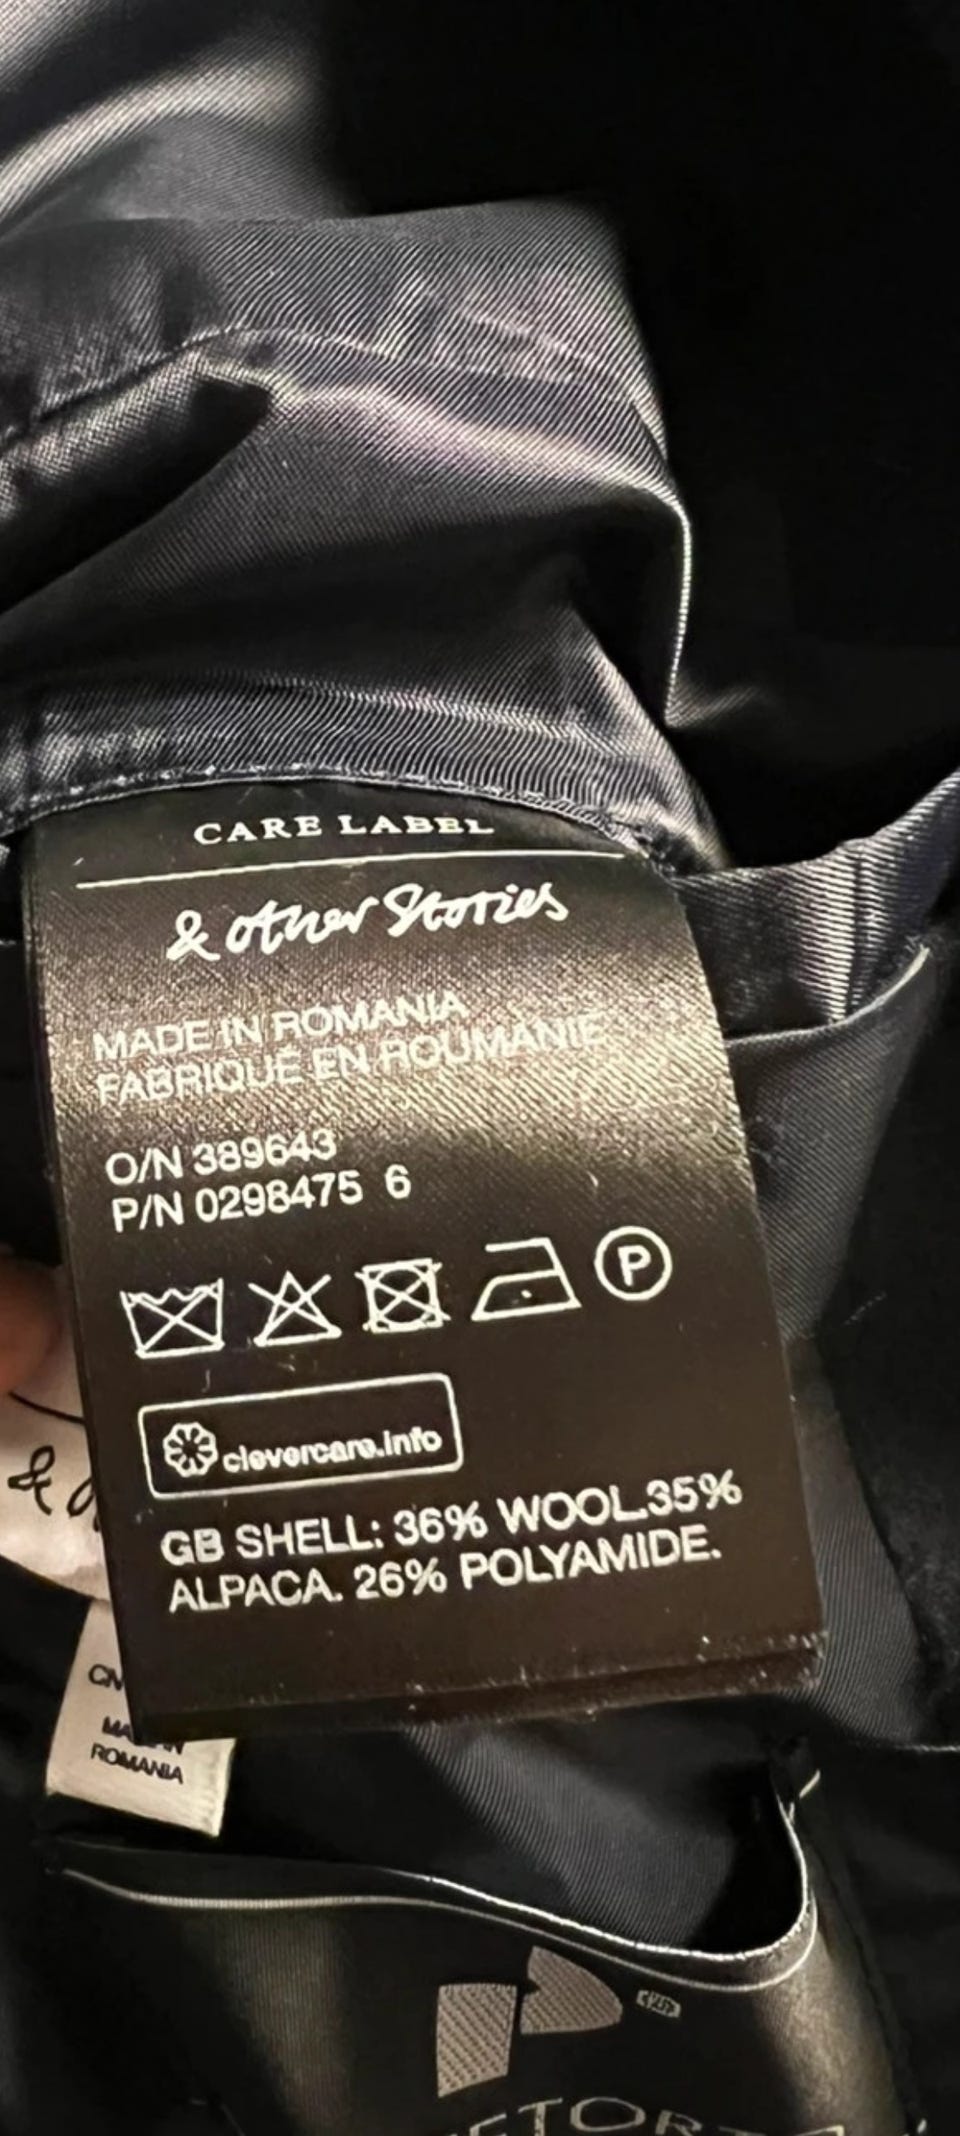 CARE LABEL
& other Stories
MADE IN ROMANIA
FABRIQUÉ EN ROUMANIE
O/N 389643
P/N 0298475 6
P
clevercare.info
GB SHELL: 36% WOOL.35%
ALPACA. 26% POLYAMIDE.
&
ROMANIA